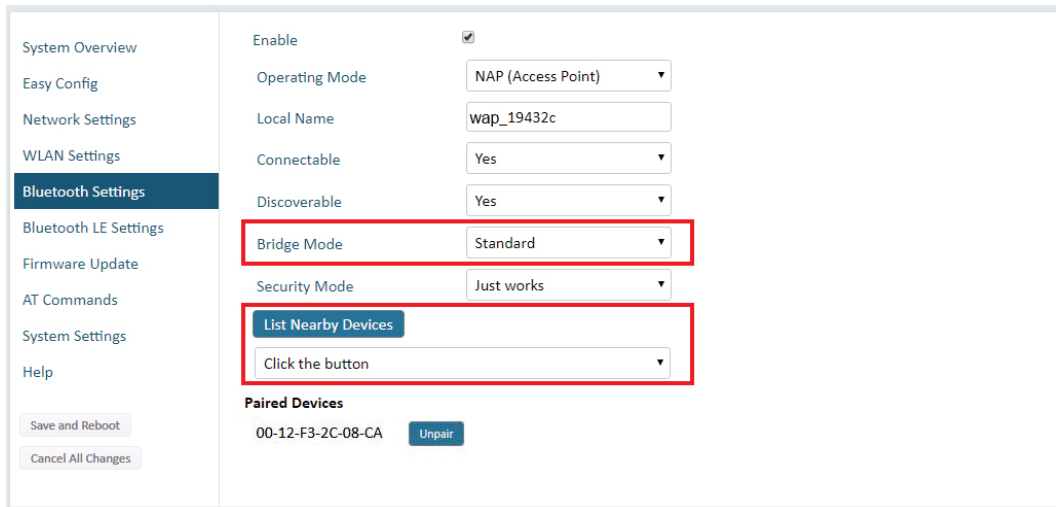 System Overview
Easy Config
Network Settings
WLAN Settings
Bluetooth Settings
Bluetooth LE Settings
Firmware Update
AT Commands
System Settings
Help
Save and Reboot
Cancel All Changes
Enable
Operating Mode NAP (Access Point)
Local Name wap_19432c
Connectable Yes
Discoverable Yes
Bridge Mode Standard
Security Mode Just works
List Nearby Devices
Click the button
Paired Devices
00-12-F3-2C-08-CA Unpair